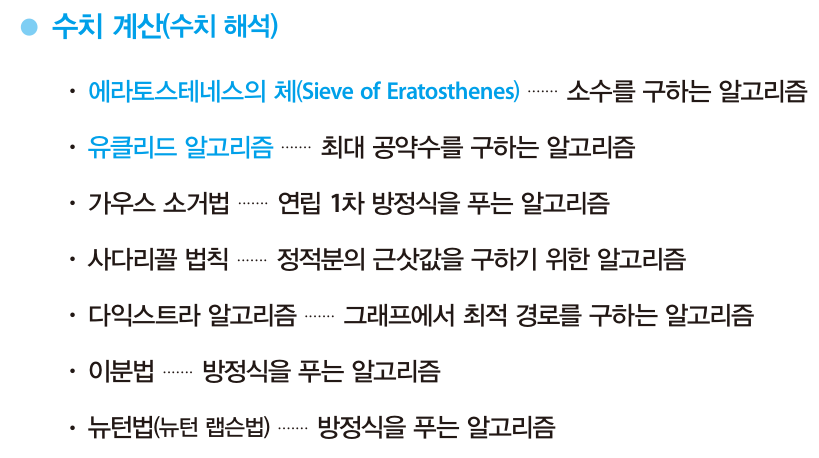 ● 수치 계산(수치 해석)
• 에라토스테네스의 체(Sieve of Eratosthenes) ······· 소수를 구하는 알고리즘
• 유클리드 알고리즘 ······· 최대 공약수를 구하는 알고리즘
• 가우스 소거법 ······· 연립 1차 방정식을 푸는 알고리즘
• 사다리꼴 법칙 ······· 정적분의 근삿값을 구하기 위한 알고리즘
• 다익스트라 알고리즘 ······· 그래프에서 최적 경로를 구하는 알고리즘
• 이분법 ······· 방정식을 푸는 알고리즘
• 뉴턴법(뉴턴 랩슨법) ······· 방정식을 푸는 알고리즘